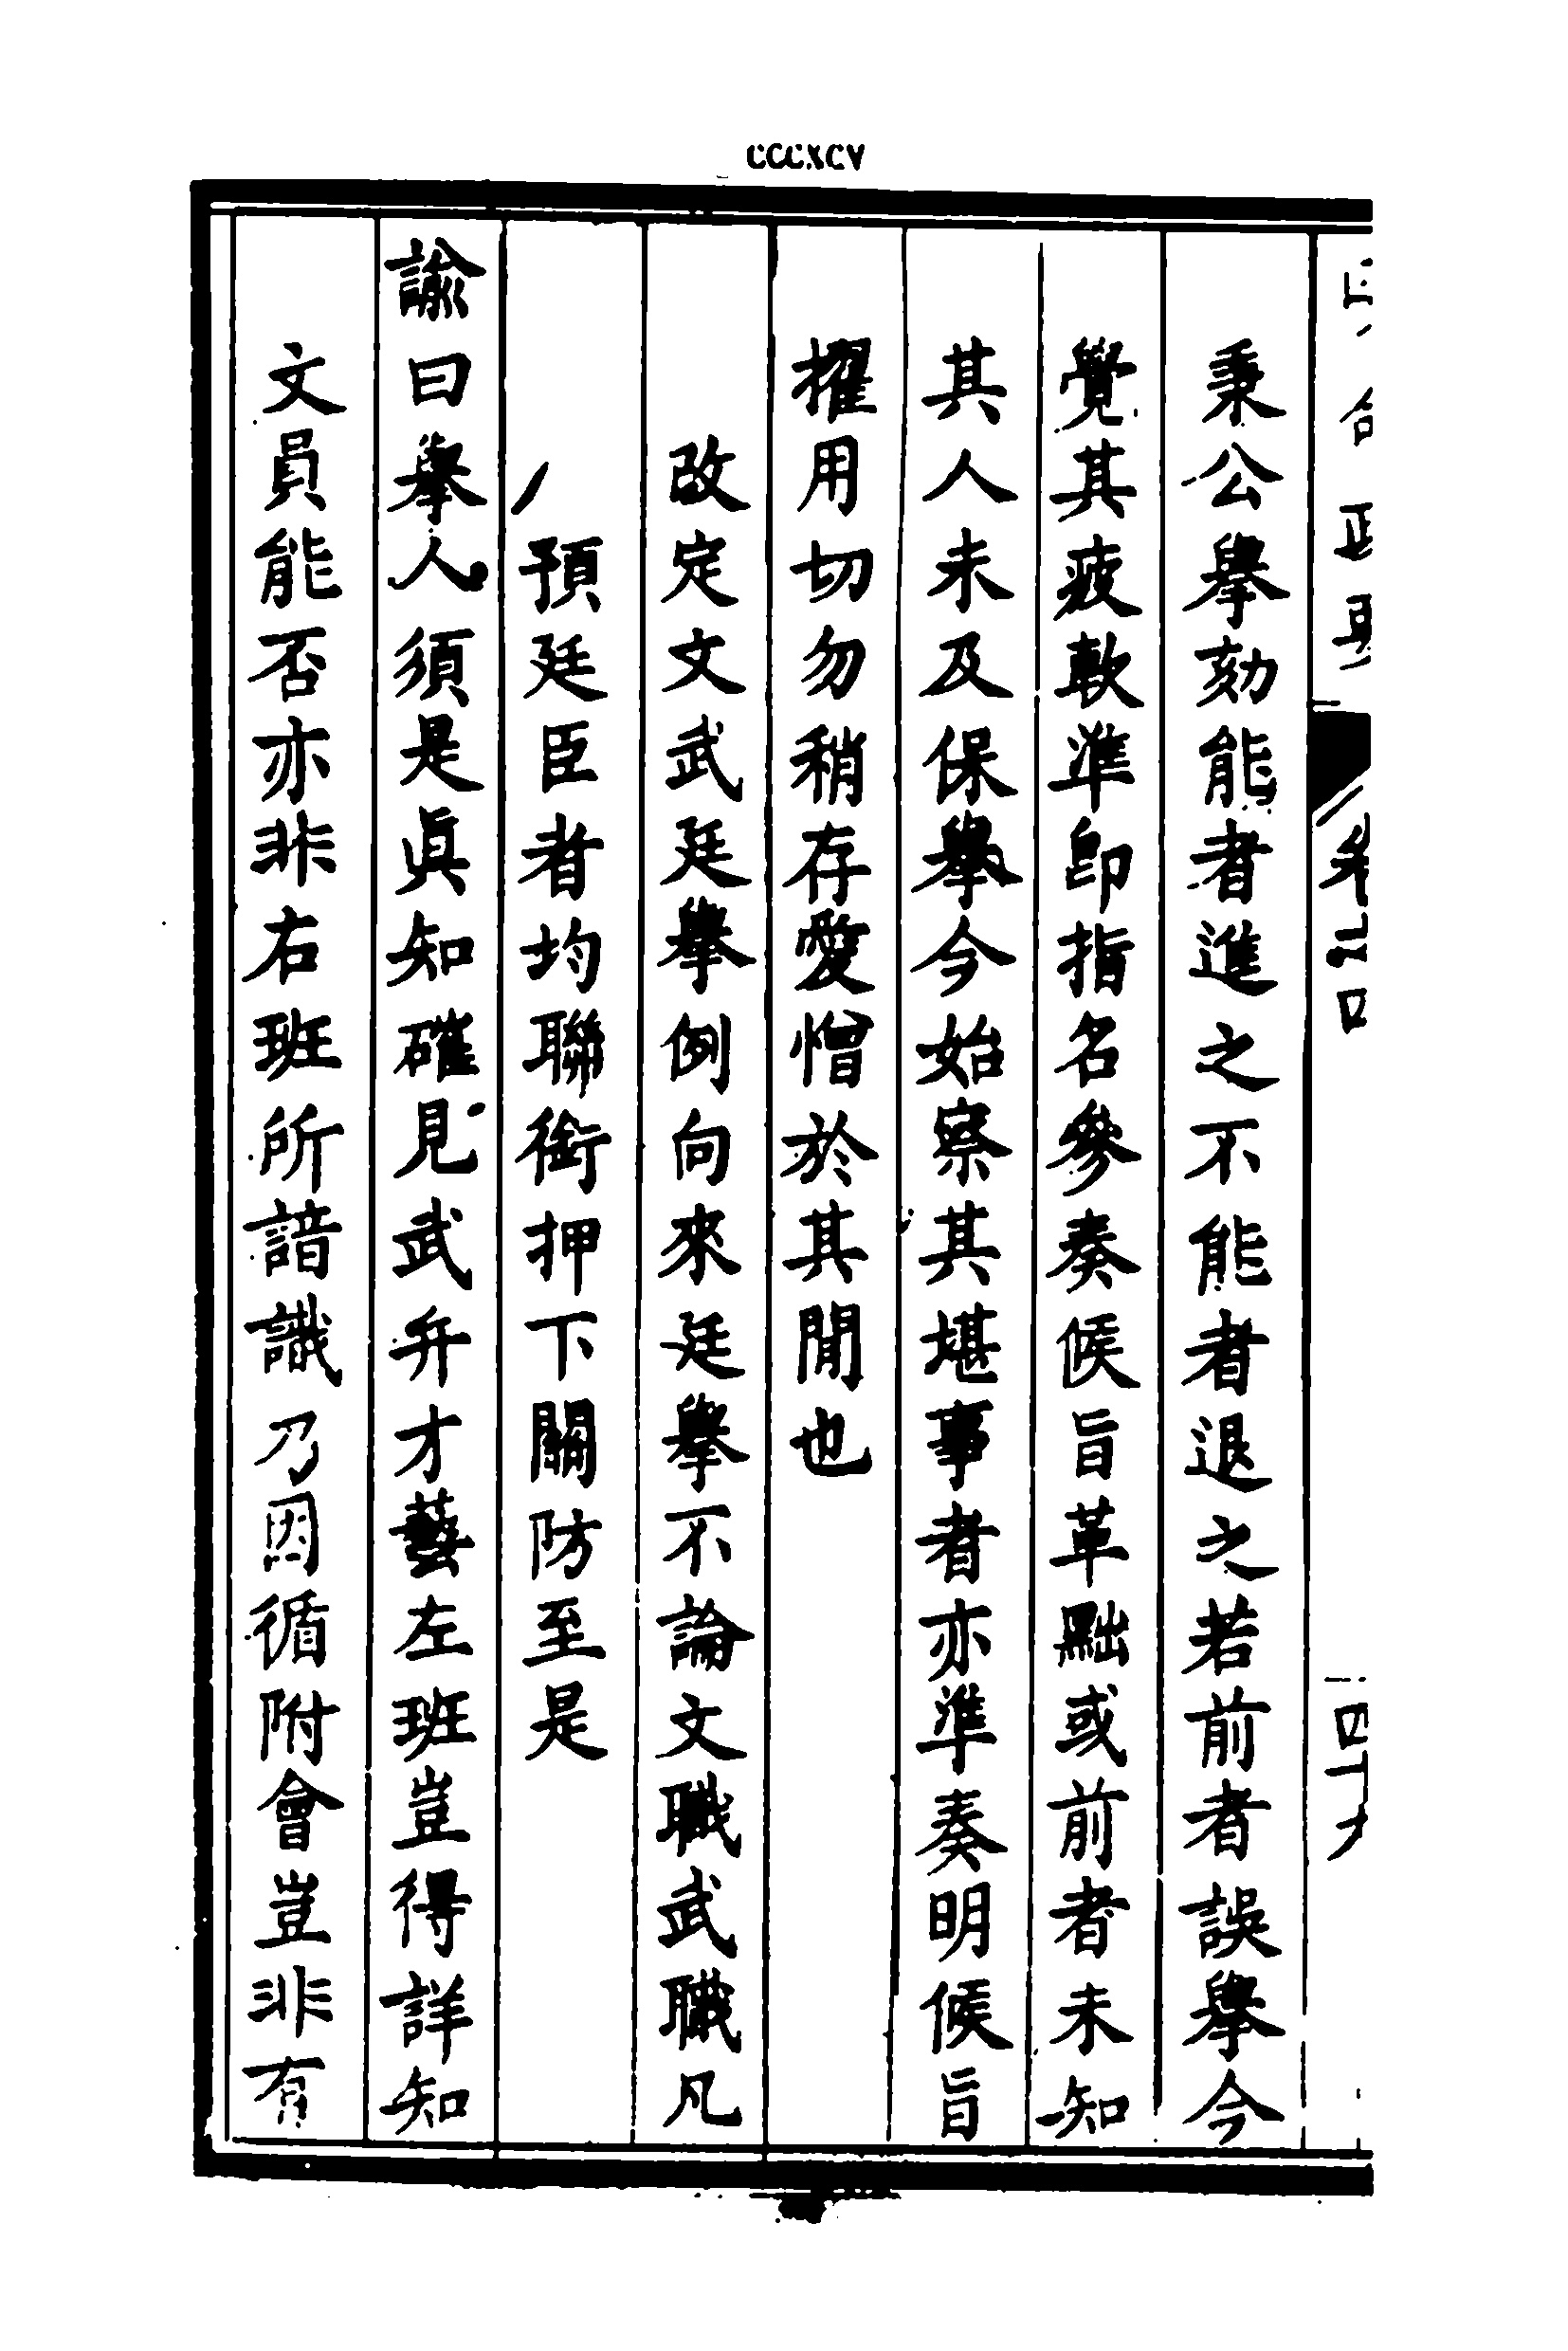 CCCXCV
秉公舉劾能者進之不能者退之若前者誤舉今
覺其疲軟準即指名參奏候旨革黜或前者未知
其人未及保舉今始察其堪事者亦準奏明候旨
擢用切勿稍存愛憎於其閒也
改定文武廷舉例向來廷舉不論文職武職凡
預廷臣者均聯銜押下關防至是
諭曰舉人須是眞知確見武弁才藝左班豈得詳知
文員能否亦非右班所諳識乃因循附會豈非有